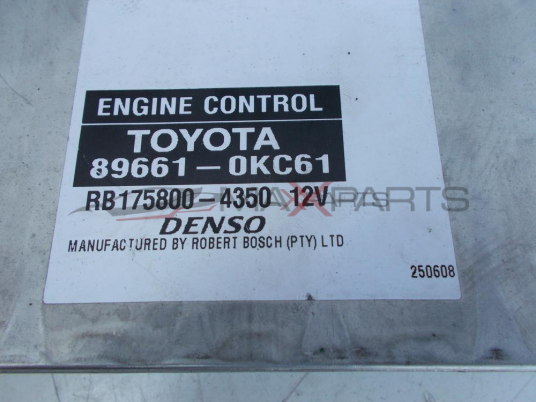 ENGINE CONTROL
TOYOTA
89661-0KC61
RB175800-4350 12V
DENSO
MANUFACTURED BY ROBERT BOSCH (PTY) LTD
250608